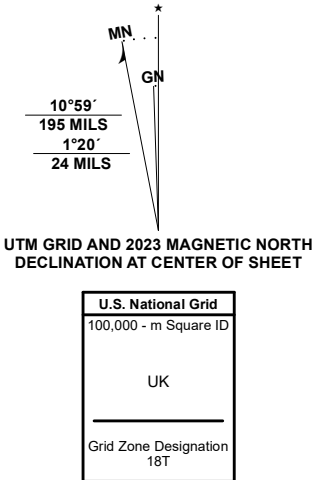 ★
MN
GN
10°59´
195 MILS
1°20´
24 MILS
UTM GRID AND 2023 MAGNETIC NORTH
DECLINATION AT CENTER OF SHEET
U.S. National Grid
100,000 - m Square ID
UK
Grid Zone Designation
18T